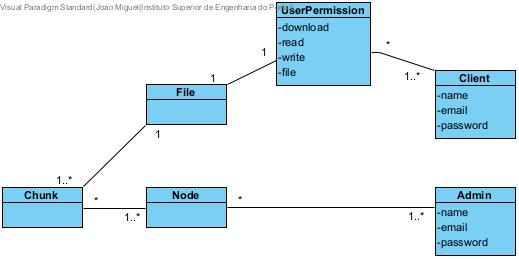 Visual Paradigm Standard(Joao Miguel(Instituto Superior de Engenharia do
UserPermission
-download
-read
-write
-file
1
*
1
1..*
File
Client
-name
-email
-password
1
1..*
Chunk
*
1..*
Node
*
1..*
Admin
-name
-email
-password